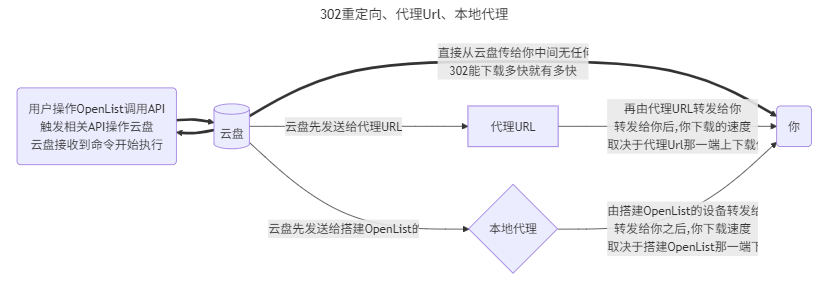 302重定向、代理Url、本地代理
直接从云盘传给你中间无任何
302能下载多快就有多快
用户操作OpenList调用API
触发相关API操作云盘
云盘接收到命令开始执行
云盘
云盘先发送给代理URL
代理URL
再由代理URL转发给你
转发给你后,你下载的速度
取决于代理Url那一端上下载
你
云盘先发送给搭建OpenList
本地代理
由搭建OpenList的设备转发给
转发给你之后,你下载速度
取决于搭建OpenList那一端下